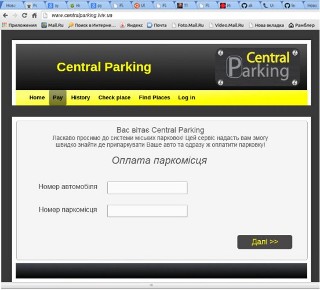 www.centralparking.lviv.ua
Приложения Mail.Ru Почта Яндекс Бизнес Foto.Mail.Ru Video.Mail.Ru Нова вкладка Рамблер
Central Parking
Central
Parking
Home Pay History Check place Find Places Log in
Вас вітає Central Parking
Ласкаво просимо до системи міських парковок! Цей сервіс надасть вам змогу
швидко знайти де припаркувати Ваше авто та одразу ж оплатити парковку!
Оплата паркомісця
Номер автомобіля
Номер паркомісця
Далі >>